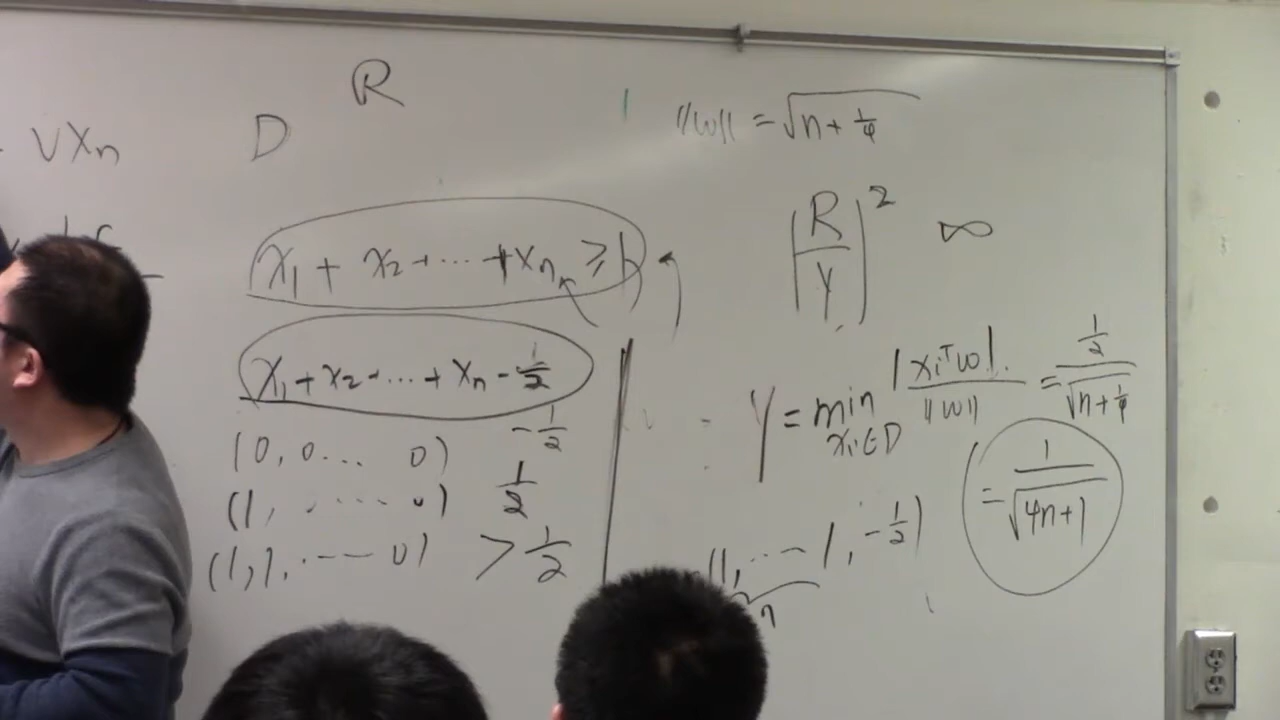 R
∨ Xn
D
||w|| = √(n + 1/4)
x1 + x2 + ... + xn ≥ 1
|R/γ|² ∞
x1 + x2 + ... + xn - 1/2
γ = min xi∈D |xiᵀw| / ||w|| = 1/2 / √(n + 1/4)
(0, 0 ... 0) -1/2
= 1 / √(4n+1)
(1, ..... 0) 1/2
(1, 1, ... 0) > 1/2
(1, ... 1, -1/2)
n